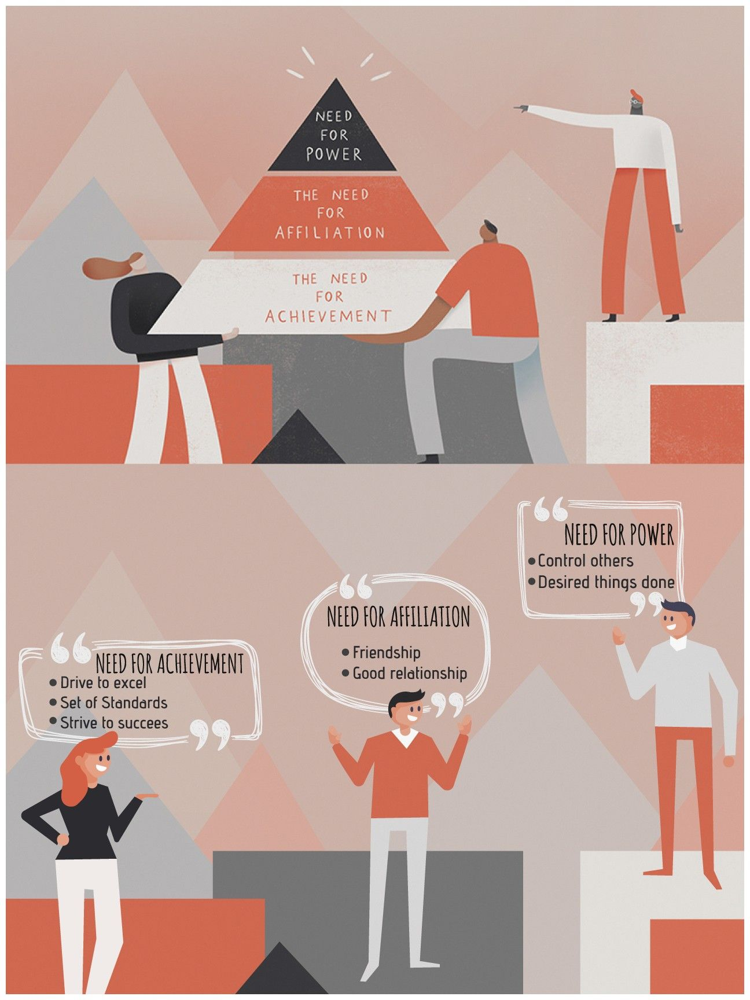 NEED
FOR
POWER
THE NEED
FOR
AFFILIATION
THE NEED
FOR
ACHIEVEMENT
NEED FOR POWER
• Control others
• Desired things done
NEED FOR AFFILIATION
• Friendship
• Good relationship
NEED FOR ACHIEVEMENT
• Drive to excel
• Set of Standards
• Strive to succees